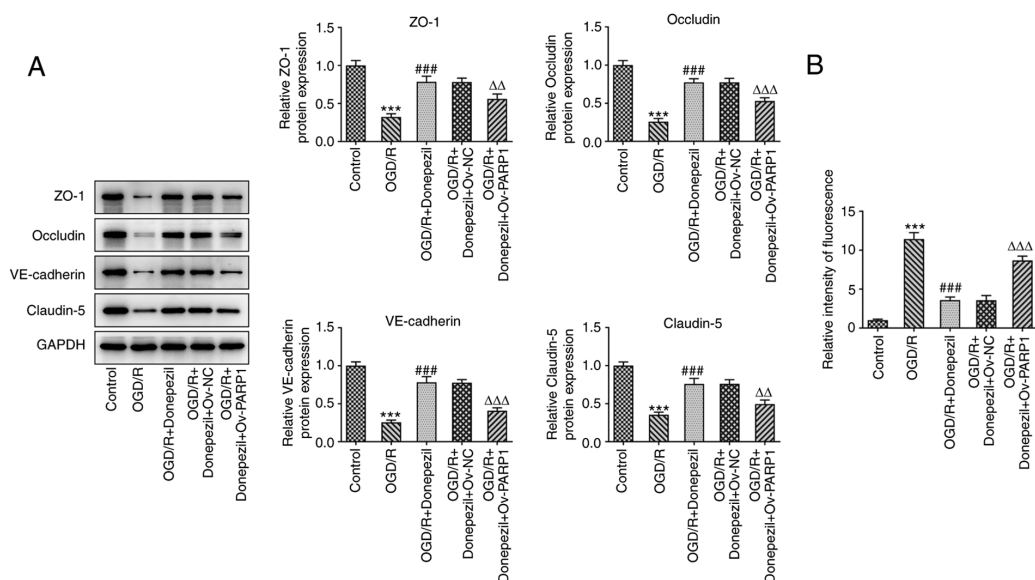 A
ZO-1
Occludin
VE-cadherin
Claudin-5
GAPDH
Control
OGD/R
OGD/R+Donepezil
OGD/R+
Donepezil+Ov-NC
OGD/R+
Donepezil+Ov-PARP1
ZO-1
Relative ZO-1
protein expression
1.5
1.0
0.5
0.0
***
###
ΔΔ
Control
OGD/R
OGD/R+Donepezil
OGD/R+
Donepezil+Ov-NC
OGD/R+
Donepezil+Ov-PARP1
Occludin
Relative Occludin
protein expression
1.5
1.0
0.5
0.0
***
###
ΔΔΔ
Control
OGD/R
OGD/R+Donepezil
OGD/R+
Donepezil+Ov-NC
OGD/R+
Donepezil+Ov-PARP1
VE-cadherin
Relative VE-cadherin
protein expression
1.5
1.0
0.5
0.0
***
###
ΔΔΔ
Control
OGD/R
OGD/R+Donepezil
OGD/R+
Donepezil+Ov-NC
OGD/R+
Donepezil+Ov-PARP1
Claudin-5
Relative Claudin-5
protein expression
1.5
1.0
0.5
0.0
***
###
ΔΔ
Control
OGD/R
OGD/R+Donepezil
OGD/R+
Donepezil+Ov-NC
OGD/R+
Donepezil+Ov-PARP1
B
Relative intensity of fluorescence
15
10
5
0
***
###
ΔΔΔ
Control
OGD/R
OGD/R+Donepezil
OGD/R+
Donepezil+Ov-NC
OGD/R+
Donepezil+Ov-PARP1